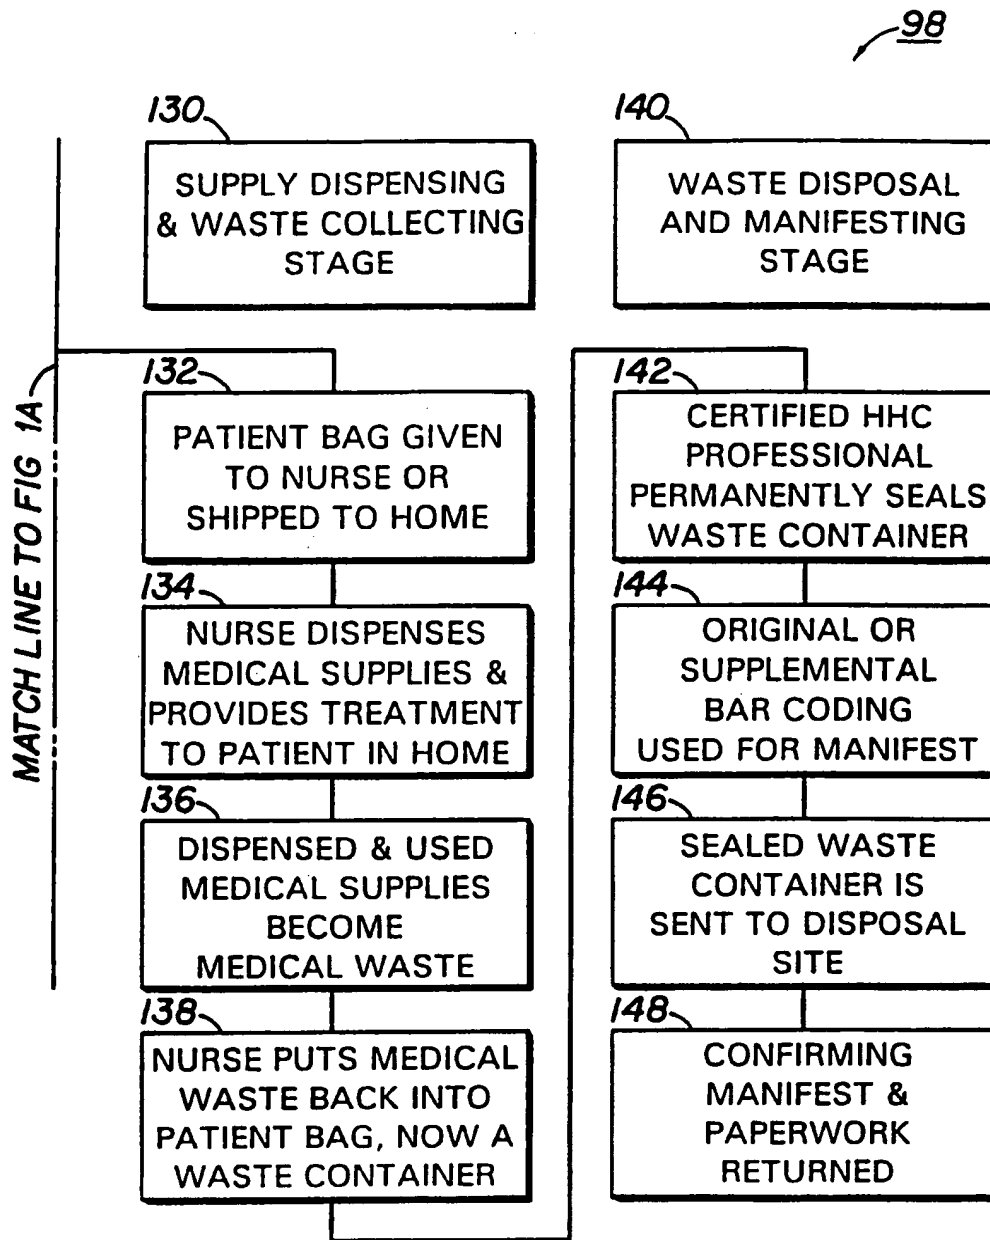 98
130
SUPPLY DISPENSING
& WASTE COLLECTING
STAGE
140
WASTE DISPOSAL
AND MANIFESTING
STAGE
MATCH LINE TO FIG 1A
132
PATIENT BAG GIVEN
TO NURSE OR
SHIPPED TO HOME
134
NURSE DISPENSES
MEDICAL SUPPLIES &
PROVIDES TREATMENT
TO PATIENT IN HOME
136
DISPENSED & USED
MEDICAL SUPPLIES
BECOME
MEDICAL WASTE
138
NURSE PUTS MEDICAL
WASTE BACK INTO
PATIENT BAG, NOW A
WASTE CONTAINER
142
CERTIFIED HHC
PROFESSIONAL
PERMANENTLY SEALS
WASTE CONTAINER
144
ORIGINAL OR
SUPPLEMENTAL
BAR CODING
USED FOR MANIFEST
146
SEALED WASTE
CONTAINER IS
SENT TO DISPOSAL
SITE
148
CONFIRMING
MANIFEST &
PAPERWORK
RETURNED